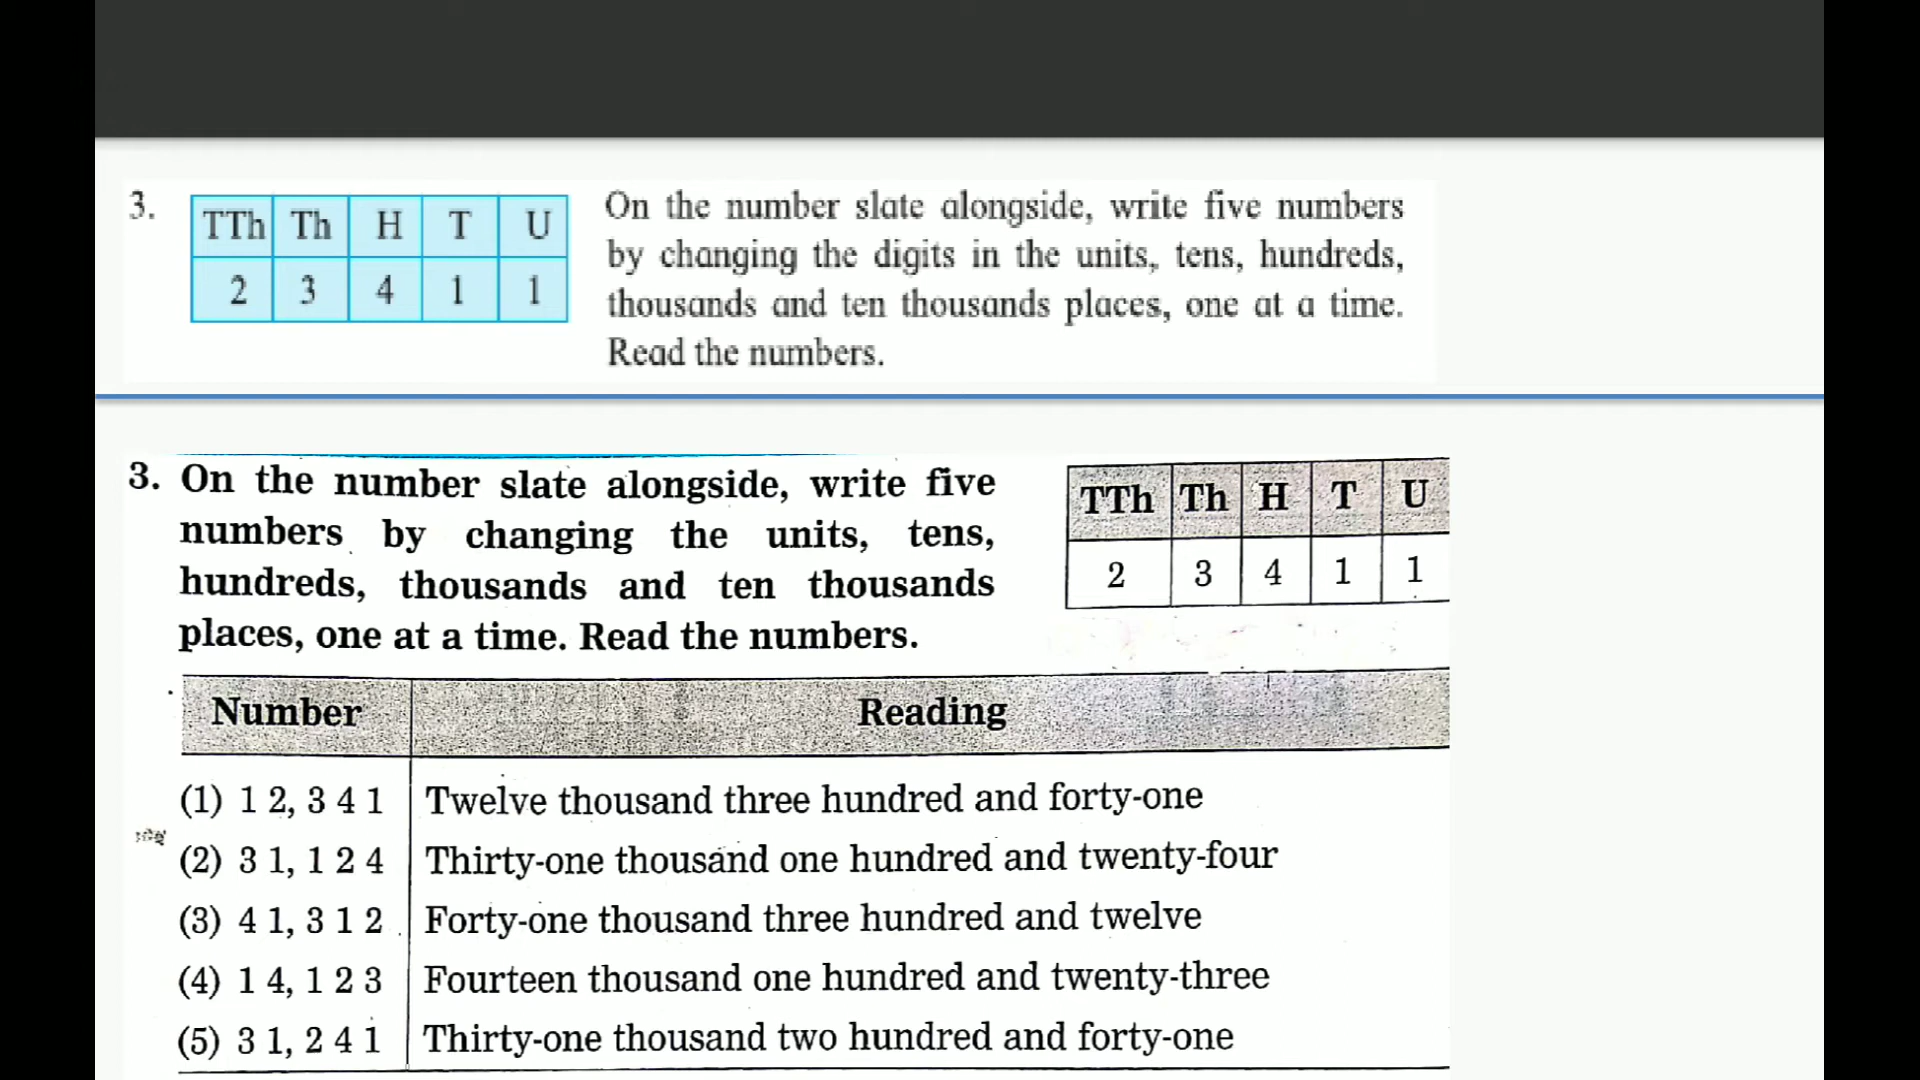 3.
TTh Th H T U
2 3 4 1 1
On the number slate alongside, write five numbers
by changing the digits in the units, tens, hundreds,
thousands and ten thousands places, one at a time.
Read the numbers.
3. On the number slate alongside, write five
numbers by changing the units, tens,
hundreds, thousands and ten thousands
places, one at a time. Read the numbers.
TTh Th H T U
2 3 4 1 1
Number Reading
(1) 1 2, 3 4 1 Twelve thousand three hundred and forty-one
(2) 3 1, 1 2 4 Thirty-one thousand one hundred and twenty-four
(3) 4 1, 3 1 2 Forty-one thousand three hundred and twelve
(4) 1 4, 1 2 3 Fourteen thousand one hundred and twenty-three
(5) 3 1, 2 4 1 Thirty-one thousand two hundred and forty-one